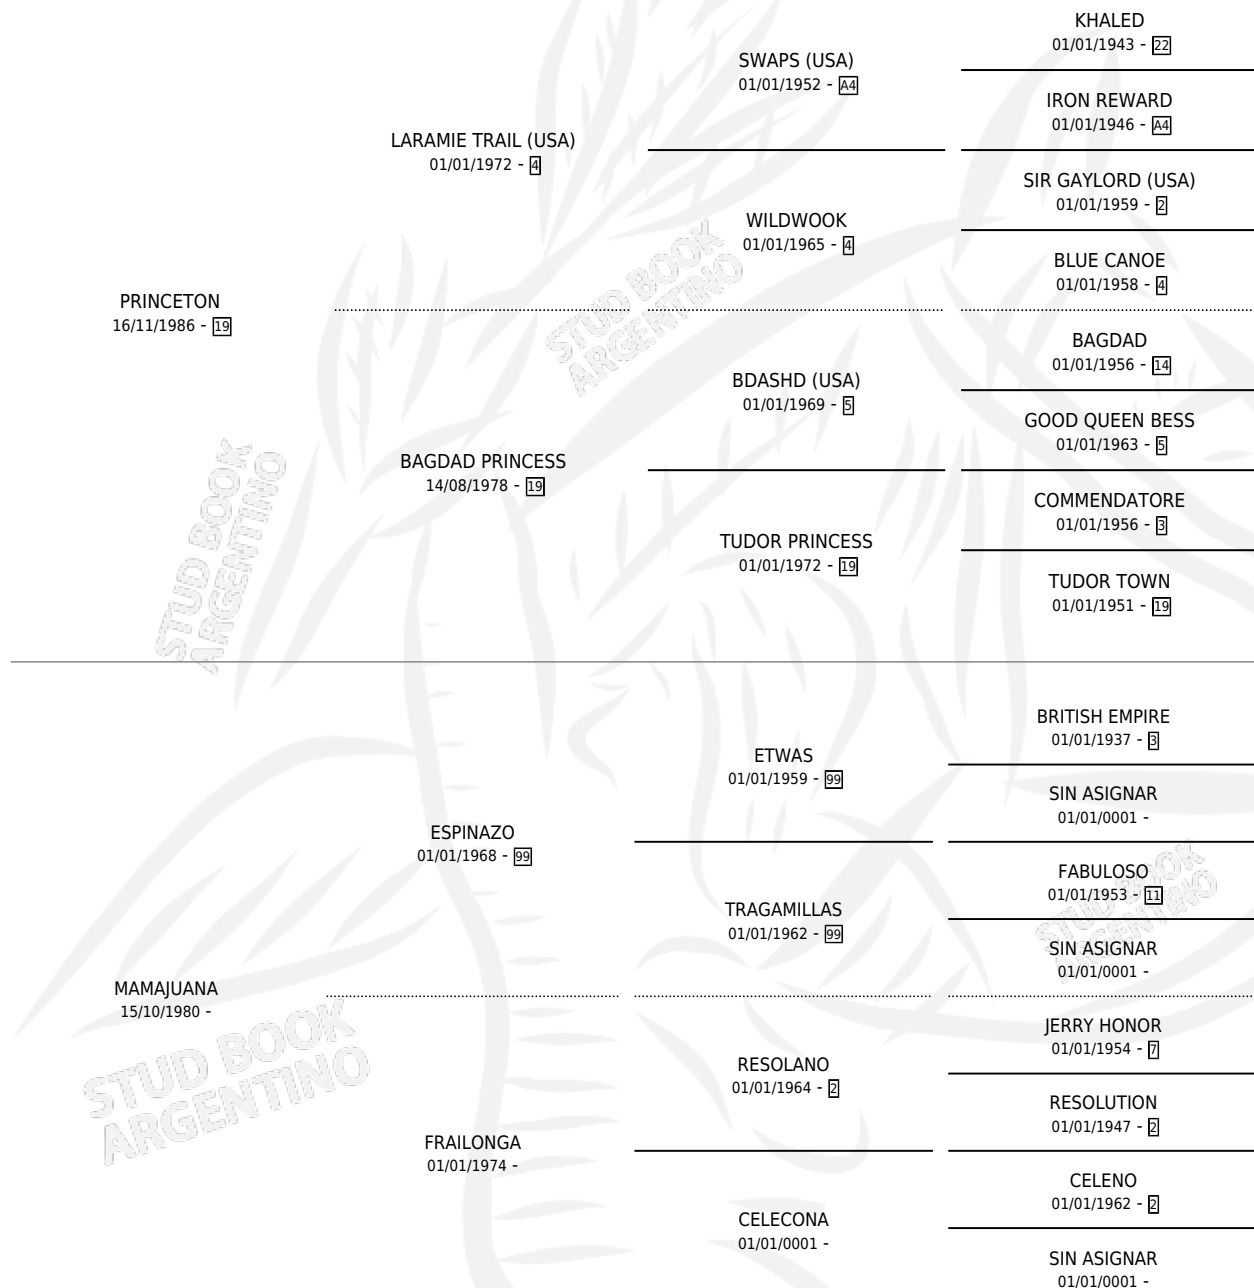 KHALED
01/01/1943 - 22
SWAPS (USA)
01/01/1952 - A4
IRON REWARD
01/01/1946 - A4
LARAMIE TRAIL (USA)
01/01/1972 - 4
SIR GAYLORD (USA)
01/01/1959 - 2
WILDWOOK
01/01/1965 - 4
BLUE CANOE
01/01/1958 - 4
PRINCETON
16/11/1986 - 19
BAGDAD
01/01/1956 - 14
BDASHD (USA)
01/01/1969 - 5
GOOD QUEEN BESS
01/01/1963 - 5
BAGDAD PRINCESS
14/08/1978 - 19
COMMENDATORE
01/01/1956 - 3
TUDOR PRINCESS
01/01/1972 - 19
TUDOR TOWN
01/01/1951 - 19
BRITISH EMPIRE
01/01/1937 - 3
ETWAS
01/01/1959 - 99
SIN ASIGNAR
01/01/0001 -
ESPINAZO
01/01/1968 - 99
FABULOSO
01/01/1953 - 11
TRAGAMILLAS
01/01/1962 - 99
SIN ASIGNAR
01/01/0001 -
MAMAJUANA
15/10/1980 -
JERRY HONOR
01/01/1954 - 7
RESOLANO
01/01/1964 - 2
RESOLUTION
01/01/1947 - 2
FRAILONGA
01/01/1974 -
CELENO
01/01/1962 - 2
CELECONA
01/01/0001 -
SIN ASIGNAR
01/01/0001 -
STUD BOOK
ARGENTINO
STUD BOOK
ARGENTINO
STUD BOOK
ARGENTINO
STUD BOOK
ARGENTINO